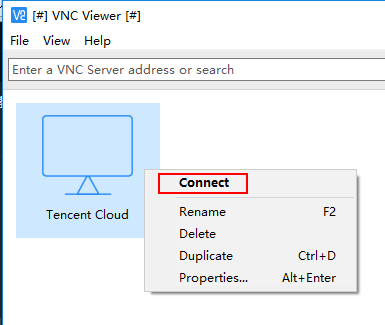 [#] VNC Viewer [#]
File View Help
Enter a VNC Server address or search
Tencent Cloud
Connect
Rename F2
Delete
Duplicate Ctrl+D
Properties... Alt+Enter